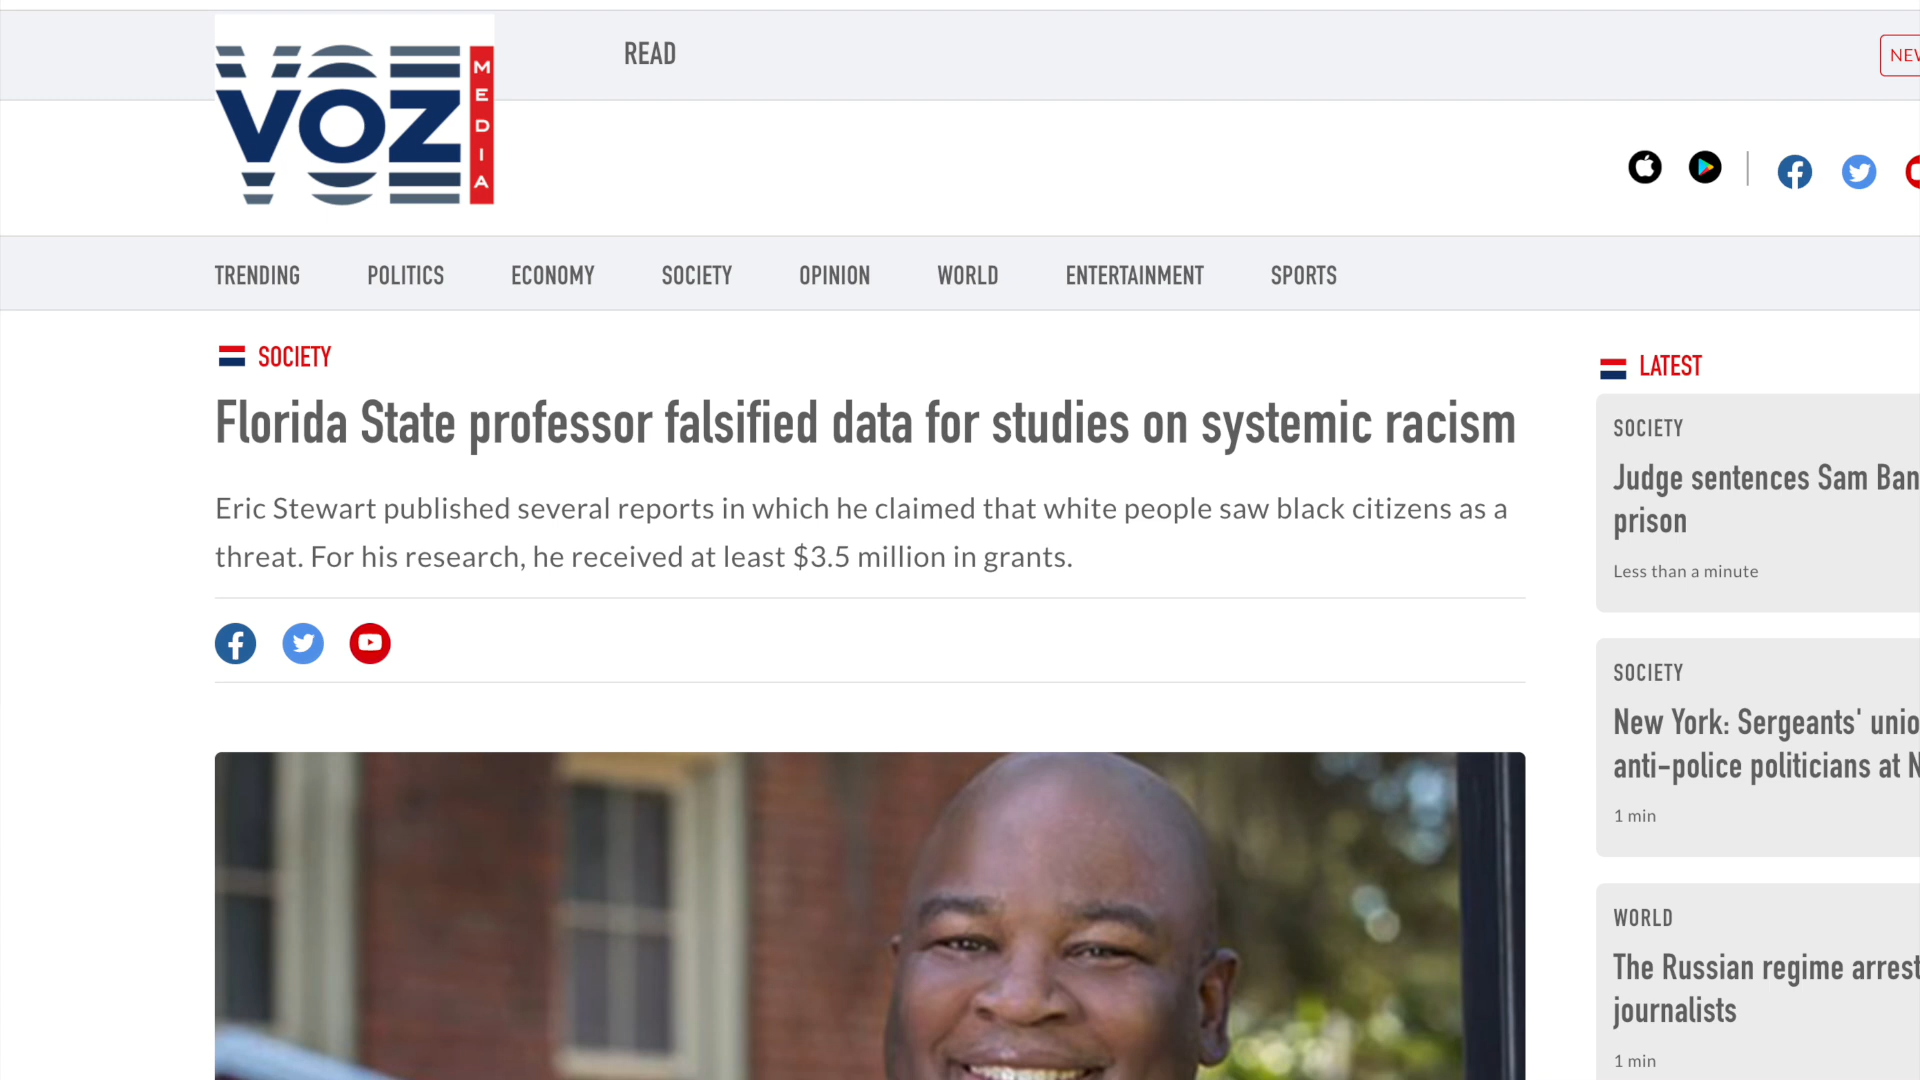 VOZ
MEDIA
READ
TRENDING POLITICS ECONOMY SOCIETY OPINION WORLD ENTERTAINMENT SPORTS
SOCIETY
Florida State professor falsified data for studies on systemic racism
Eric Stewart published several reports in which he claimed that white people saw black citizens as a
threat. For his research, he received at least $3.5 million in grants.
LATEST
SOCIETY
Judge sentences Sam Ban
prison
Less than a minute
SOCIETY
New York: Sergeants' unio
anti-police politicians at N
1 min
WORLD
The Russian regime arrest
journalists
1 min